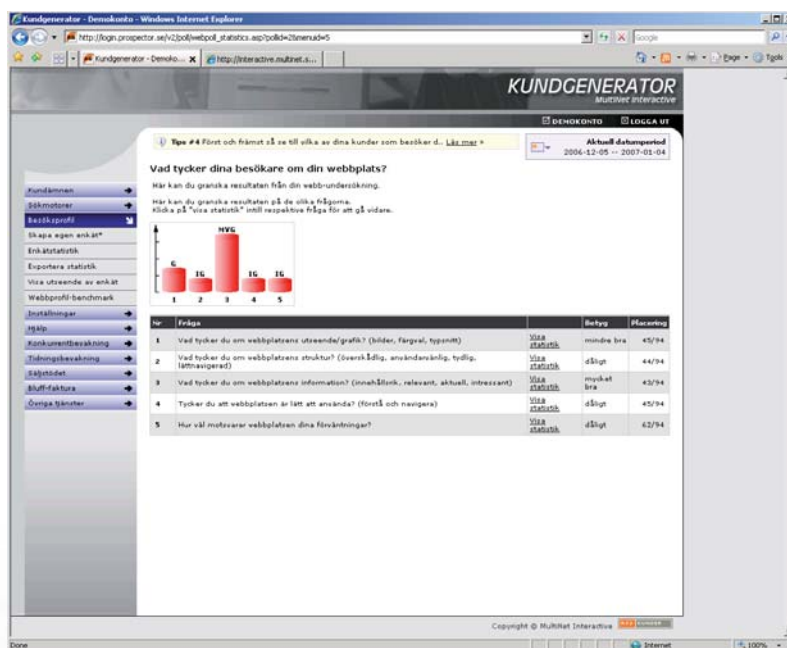 Kundgenerator - Demokonto - Windows Internet Explorer
http://login.prospector.se/v2/poll/webpoll_statistics.asp?pollid=2&menuid=5
Google
Kundgenerator - Demoko...
http://interactive.multinet.s...
Page
Tools
KUNDGENERATOR
MultiNet Interactive
DEMOKONTO
LOGGA UT
Tips #4 Först och främst så se till vilka av dina kunder som besöker d.. Läs mer »
Aktuell datumperiod
2006-12-05 -- 2007-01-04
Vad tycker dina besökare om din webbplats?
Här kan du granska resultaten från din webb-undersökning.
Här kan du granska resultaten på de olika frågorna.
Klicka på "visa statistik" intill respektive fråga för att gå vidare.
Kundämnen
Sökmotorer
Besöksprofil
Skapa egen enkät*
Enkätstatistik
Exportera statistik
Visa utseende av enkät
Webbprofil-benchmark
Inställningar
Hjälp
Konkurrentbevakning
Tidningsbevakning
Säljstödet
Bluff-faktura
Övriga tjänster
G IG MVG IG IG
1 2 3 4 5
Nr Fråga Betyg Placering
1 Vad tycker du om webbplatsens utseende/grafik? (bilder, färgval, typsnitt) Visa statistik mindre bra 45/94
2 Vad tycker du om webbplatsens struktur? (överskådlig, användarvänlig, tydlig, lättnavigerad) Visa statistik dåligt 44/94
3 Vad tycker du om webbplatsens information? (innehållsrik, relevant, aktuell, intressant) Visa statistik mycket bra 43/94
4 Tycker du att webbplatsen är lätt att använda? (förstå och navigera) Visa statistik dåligt 45/94
5 Hur väl motsvarar webbplatsen dina förväntningar? Visa statistik dåligt 62/94
Copyright © MultiNet Interactive
Done
Internet
100%